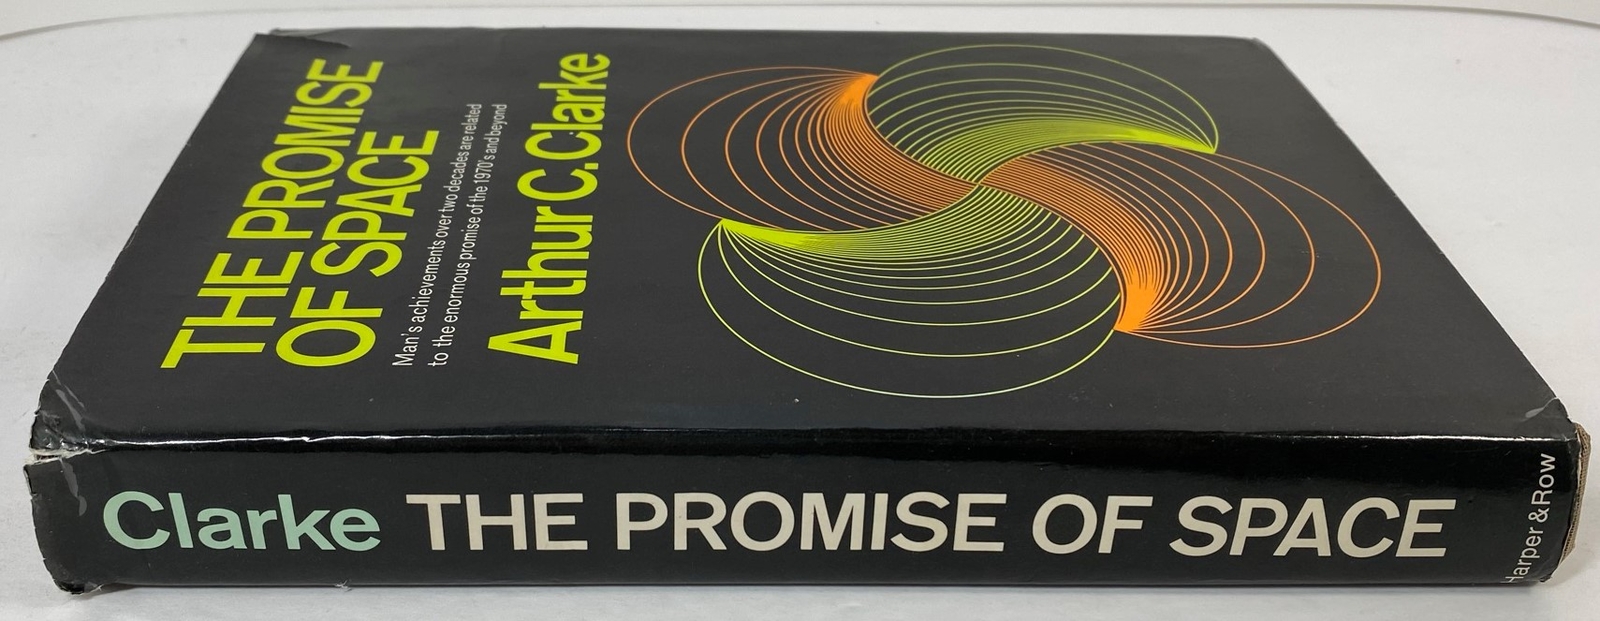 THE PROMISE
OF SPACE
Man's achievements over two decades are related
to the enormous promise of the 1970's and beyond
Arthur C. Clarke
Clarke THE PROMISE OF SPACE
Harper & Row